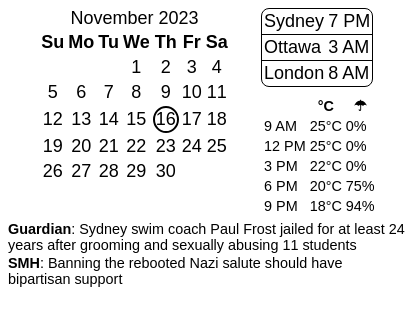 November 2023
Su Mo Tu We Th Fr Sa
1 2 3 4
5 6 7 8 9 10 11
12 13 14 15 16 17 18
19 20 21 22 23 24 25
26 27 28 29 30
Sydney 7 PM
Ottawa 3 AM
London 8 AM
°C ☂
9 AM 25°C 0%
12 PM 25°C 0%
3 PM 22°C 0%
6 PM 20°C 75%
9 PM 18°C 94%
Guardian: Sydney swim coach Paul Frost jailed for at least 24
years after grooming and sexually abusing 11 students
SMH: Banning the rebooted Nazi salute should have
bipartisan support